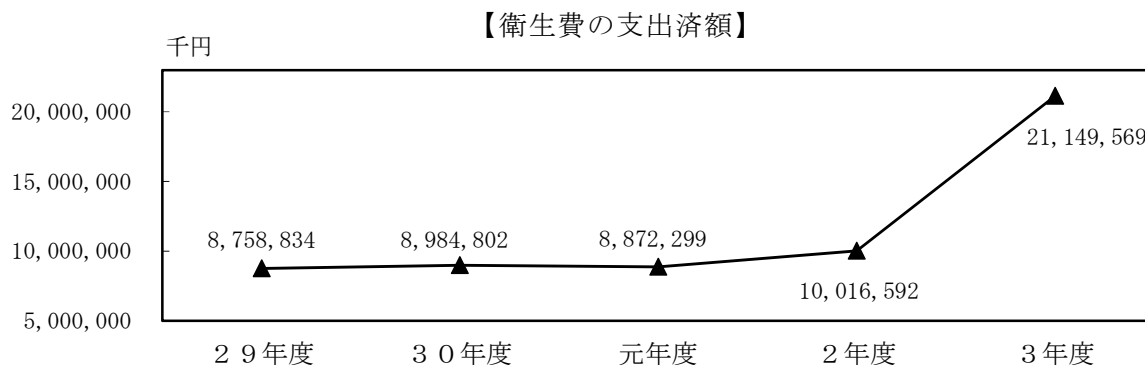 【衛生費の支出済額】
千円
20,000,000
15,000,000
10,000,000
5,000,000
8,758,834
8,984,802
8,872,299
10,016,592
21,149,569
２９年度
３０年度
元年度
２年度
３年度